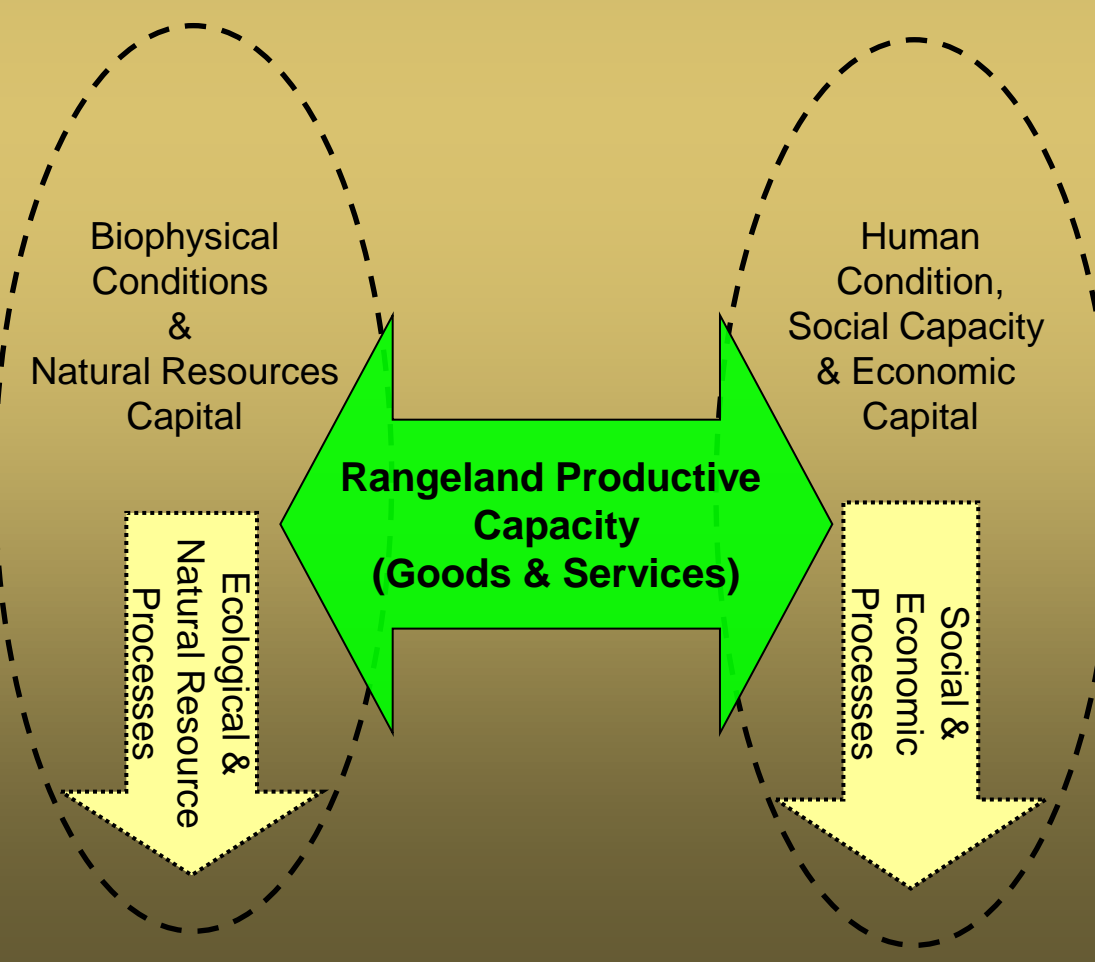 Biophysical
Conditions
&
Natural Resources
Capital
Human
Condition,
Social Capacity
& Economic
Capital
Rangeland Productive
Capacity
(Goods & Services)
Ecological &
Natural Resource
Processes
Social &
Economic
Processes